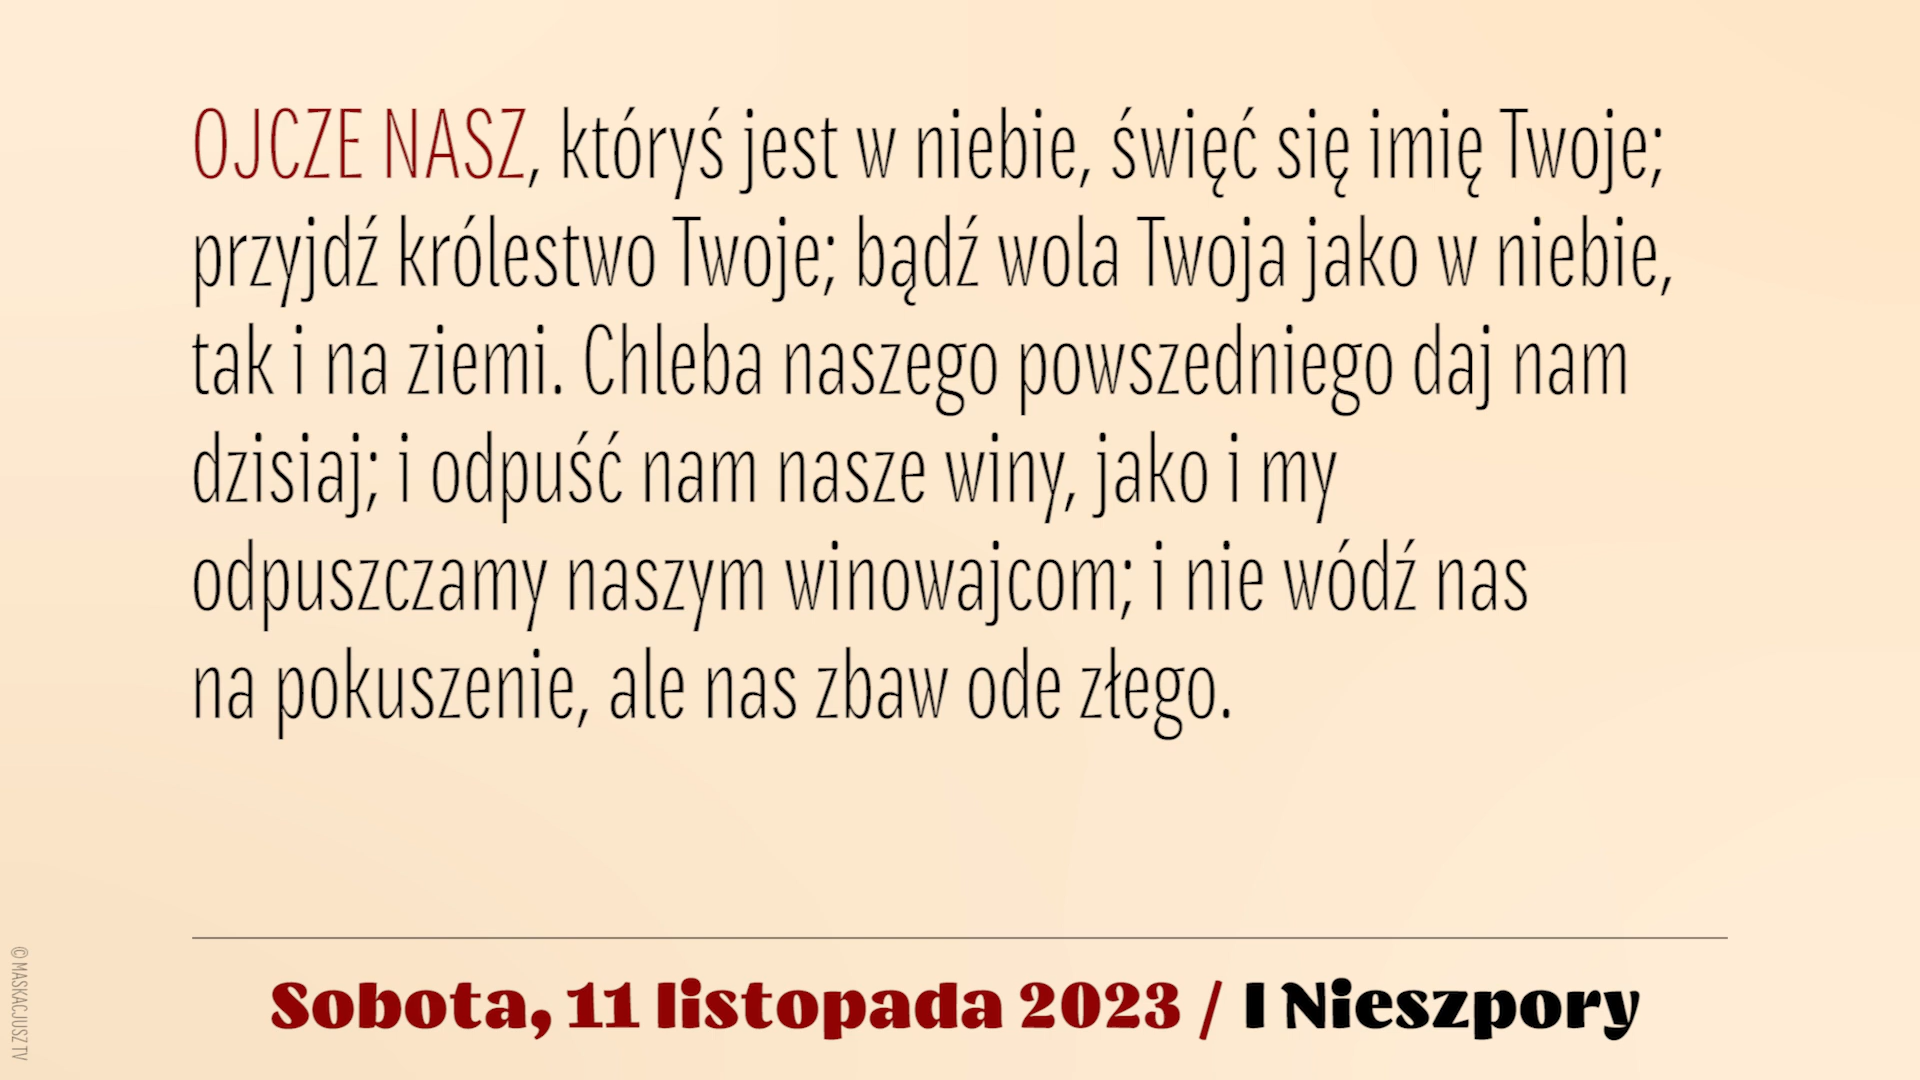 OJCZE NASZ, któryś jest w niebie, święć się imię Twoje;
przyjdź królestwo Twoje; bądź wola Twoja jako w niebie,
tak i na ziemi. Chleba naszego powszedniego daj nam
dzisiaj; i odpuść nam nasze winy, jako i my
odpuszczamy naszym winowajcom; i nie wódź nas
na pokuszenie, ale nas zbaw ode złego.
Sobota, 11 listopada 2023 / I Nieszpory
© MASKACJUSZ TV